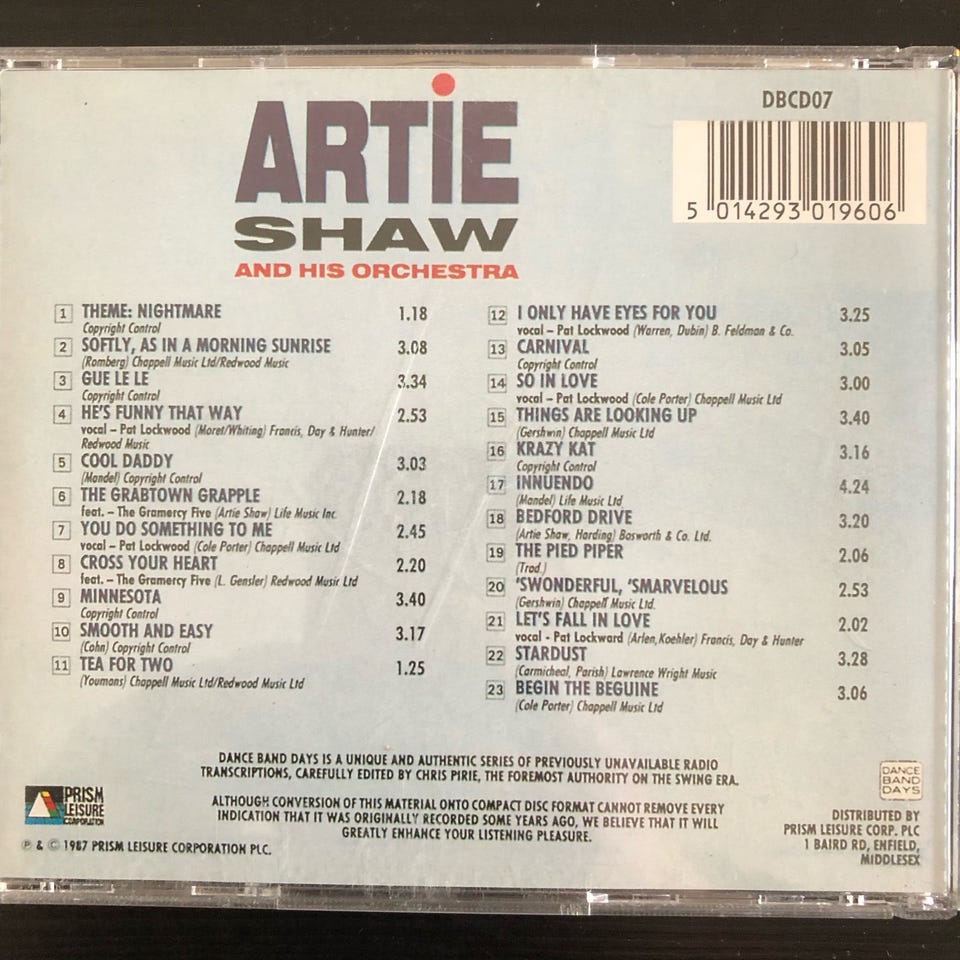 ARTiE
SHAW
AND HIS ORCHESTRA
DBCD07
5 014293 019606
1 THEME: NIGHTMARE 1.18
Copyright Control
2 SOFTLY, AS IN A MORNING SUNRISE 3.08
(Romberg) Chappell Music Ltd/Redwood Music
3 GUE LE LE 3.34
Copyright Control
4 HE'S FUNNY THAT WAY 2.53
vocal – Pat Lockwood (Moret/Whiting) Francis, Day & Hunter/
Redwood Music
5 COOL DADDY 3.03
(Mandel) Copyright Control
6 THE GRABTOWN GRAPPLE 2.18
feat. – The Gramercy Five (Artie Shaw) Life Music Inc.
7 YOU DO SOMETHING TO ME 2.45
vocal – Pat Lockwood (Cole Porter) Chappell Music Ltd
8 CROSS YOUR HEART 2.20
feat. – The Gramercy Five (L. Gensler) Redwood Music Ltd
9 MINNESOTA 3.40
Copyright Control
10 SMOOTH AND EASY 3.17
(Cohn) Copyright Control
11 TEA FOR TWO 1.25
(Youmans) Chappell Music Ltd/Redwood Music Ltd
12 I ONLY HAVE EYES FOR YOU 3.25
vocal – Pat Lockwood (Warren, Dubin) B. Feldman & Co.
13 CARNIVAL 3.05
Copyright Control
14 SO IN LOVE 3.00
vocal – Pat Lockwood (Cole Porter) Chappell Music Ltd
15 THINGS ARE LOOKING UP 3.40
(Gershwin) Chappell Music Ltd
16 KRAZY KAT 3.16
Copyright Control
17 INNUENDO 4.24
(Mandel) Life Music Ltd
18 BEDFORD DRIVE 3.20
(Artie Shaw, Harding) Bosworth & Co. Ltd.
19 THE PIED PIPER 2.06
(Trad.)
20 'SWONDERFUL, 'SMARVELOUS 2.53
(Gershwin) Chappell Music Ltd.
21 LET'S FALL IN LOVE 2.02
vocal - Pat Lockward (Arlen,Koehler) Francis, Day & Hunter
22 STARDUST 3.28
(Carmicheal, Parish) Lawrence Wright Music
23 BEGIN THE BEGUINE 3.06
(Cole Porter) Chappell Music Ltd
DANCE BAND DAYS IS A UNIQUE AND AUTHENTIC SERIES OF PREVIOUSLY UNAVAILABLE RADIO
TRANSCRIPTIONS, CAREFULLY EDITED BY CHRIS PIRIE, THE FOREMOST AUTHORITY ON THE SWING ERA.
ALTHOUGH CONVERSION OF THIS MATERIAL ONTO COMPACT DISC FORMAT CANNOT REMOVE EVERY
INDICATION THAT IT WAS ORIGINALLY RECORDED SOME YEARS AGO, WE BELIEVE THAT IT WILL
GREATLY ENHANCE YOUR LISTENING PLEASURE.
PRISM
LEISURE
CORPORATION
℗ & © 1987 PRISM LEISURE CORPORATION PLC.
DANCE
BAND
DAYS
DISTRIBUTED BY
PRISM LEISURE CORP. PLC
1 BAIRD RD, ENFIELD,
MIDDLESEX